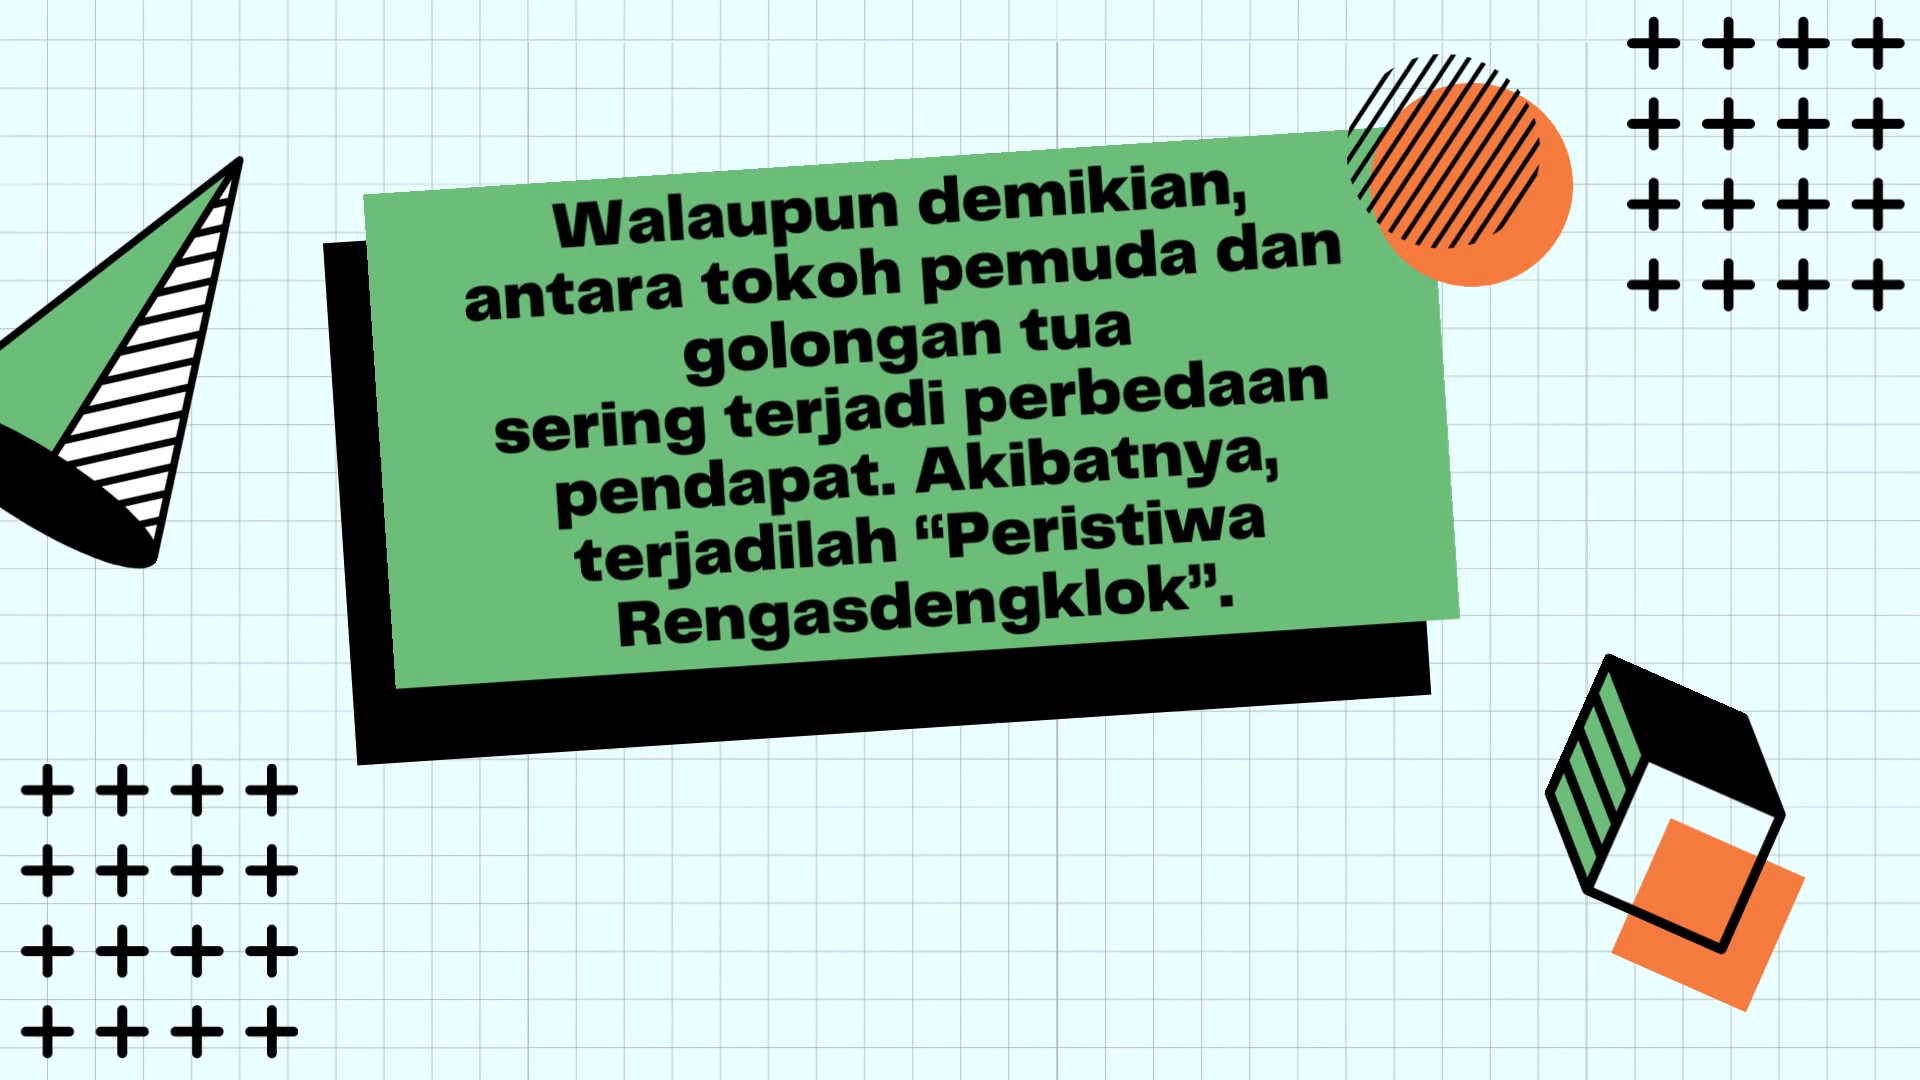 Walaupun demikian,
antara tokoh pemuda dan
golongan tua
sering terjadi perbedaan
pendapat. Akibatnya,
terjadilah “Peristiwa
Rengasdengklok”.